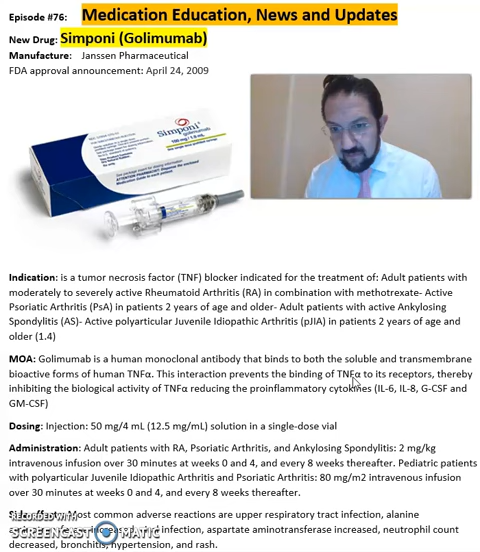 Episode #76: Medication Education, News and Updates
New Drug: Simponi (Golimumab)
Manufacture: Janssen Pharmaceutical
FDA approval announcement: April 24, 2009
Simponi
golimumab
100 mg/1.0 mL
Indication: is a tumor necrosis factor (TNF) blocker indicated for the treatment of: Adult patients with
moderately to severely active Rheumatoid Arthritis (RA) in combination with methotrexate- Active
Psoriatic Arthritis (PsA) in patients 2 years of age and older- Adult patients with active Ankylosing
Spondylitis (AS)- Active polyarticular Juvenile Idiopathic Arthritis (pJIA) in patients 2 years of age and
older (1.4)
MOA: Golimumab is a human monoclonal antibody that binds to both the soluble and transmembrane
bioactive forms of human TNFα. This interaction prevents the binding of TNFα to its receptors, thereby
inhibiting the biological activity of TNFα reducing the proinflammatory cytokines (IL-6, IL-8, G-CSF and
GM-CSF)
Dosing: Injection: 50 mg/4 mL (12.5 mg/mL) solution in a single-dose vial
Administration: Adult patients with RA, Psoriatic Arthritis, and Ankylosing Spondylitis: 2 mg/kg
intravenous infusion over 30 minutes at weeks 0 and 4, and every 8 weeks thereafter. Pediatric patients
with polyarticular Juvenile Idiopathic Arthritis and Psoriatic Arthritis: 80 mg/m2 intravenous infusion
over 30 minutes at weeks 0 and 4, and every 8 weeks thereafter.
Most common adverse reactions are upper respiratory tract infection, alanine
infection, aspartate aminotransferase increased, neutrophil count
decreased, bronchitis, hypertension, and rash.
RECORDED WITH
SCREENCAST MATIC